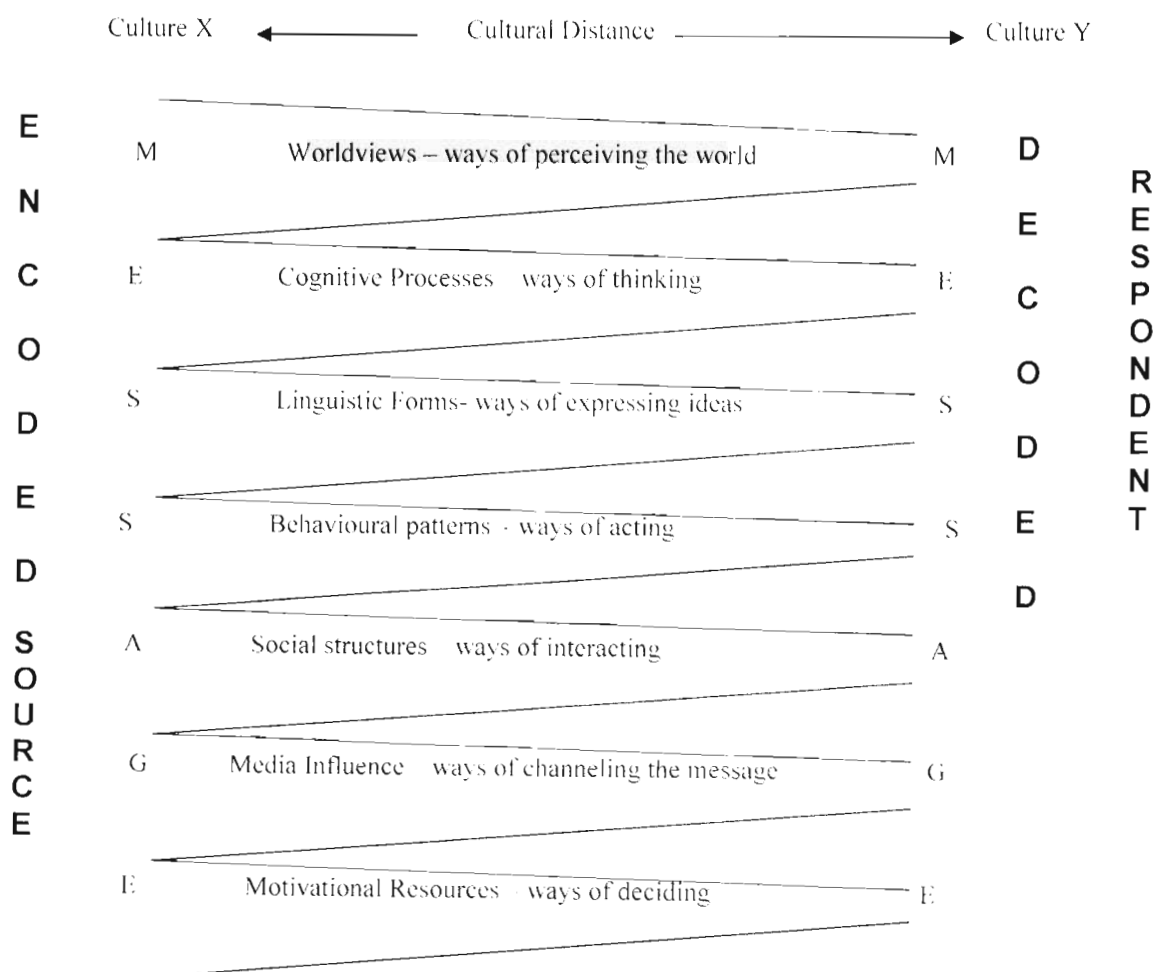 Culture X Cultural Distance Culture Y
ENCODED SOURCE
DECODED
RESPONDENT
M Worldviews – ways of perceiving the world M
E Cognitive Processes ways of thinking E
S Linguistic Forms- ways of expressing ideas S
S Behavioural patterns - ways of acting S
A Social structures ways of interacting A
G Media Influence ways of channeling the message G
E Motivational Resources - ways of deciding E